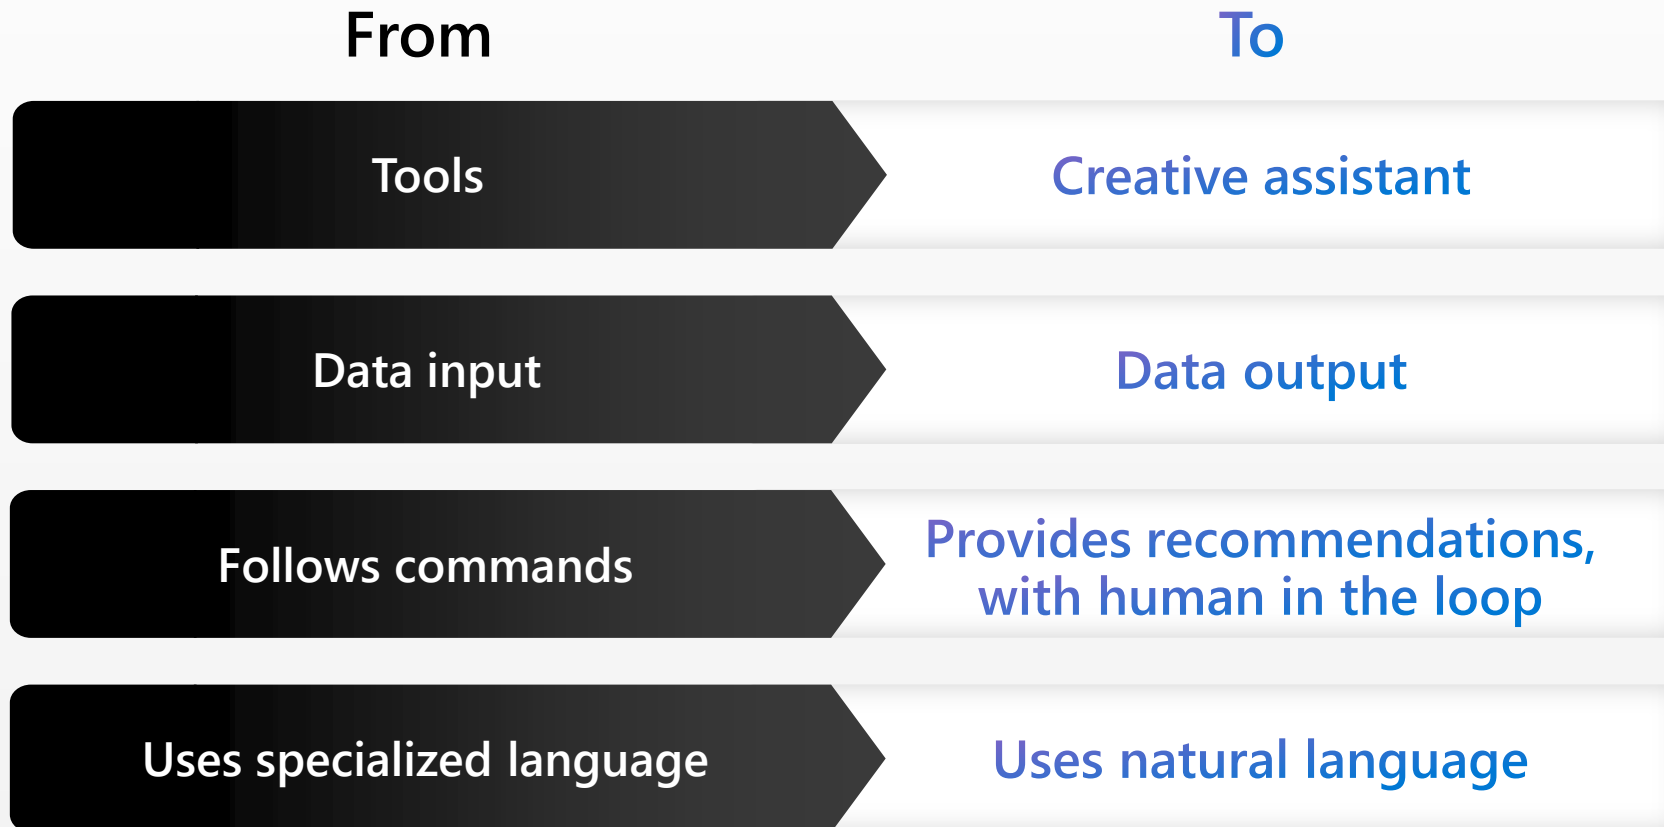 From
To
Tools
Creative assistant
Data input
Data output
Follows commands
Provides recommendations,
with human in the loop
Uses specialized language
Uses natural language